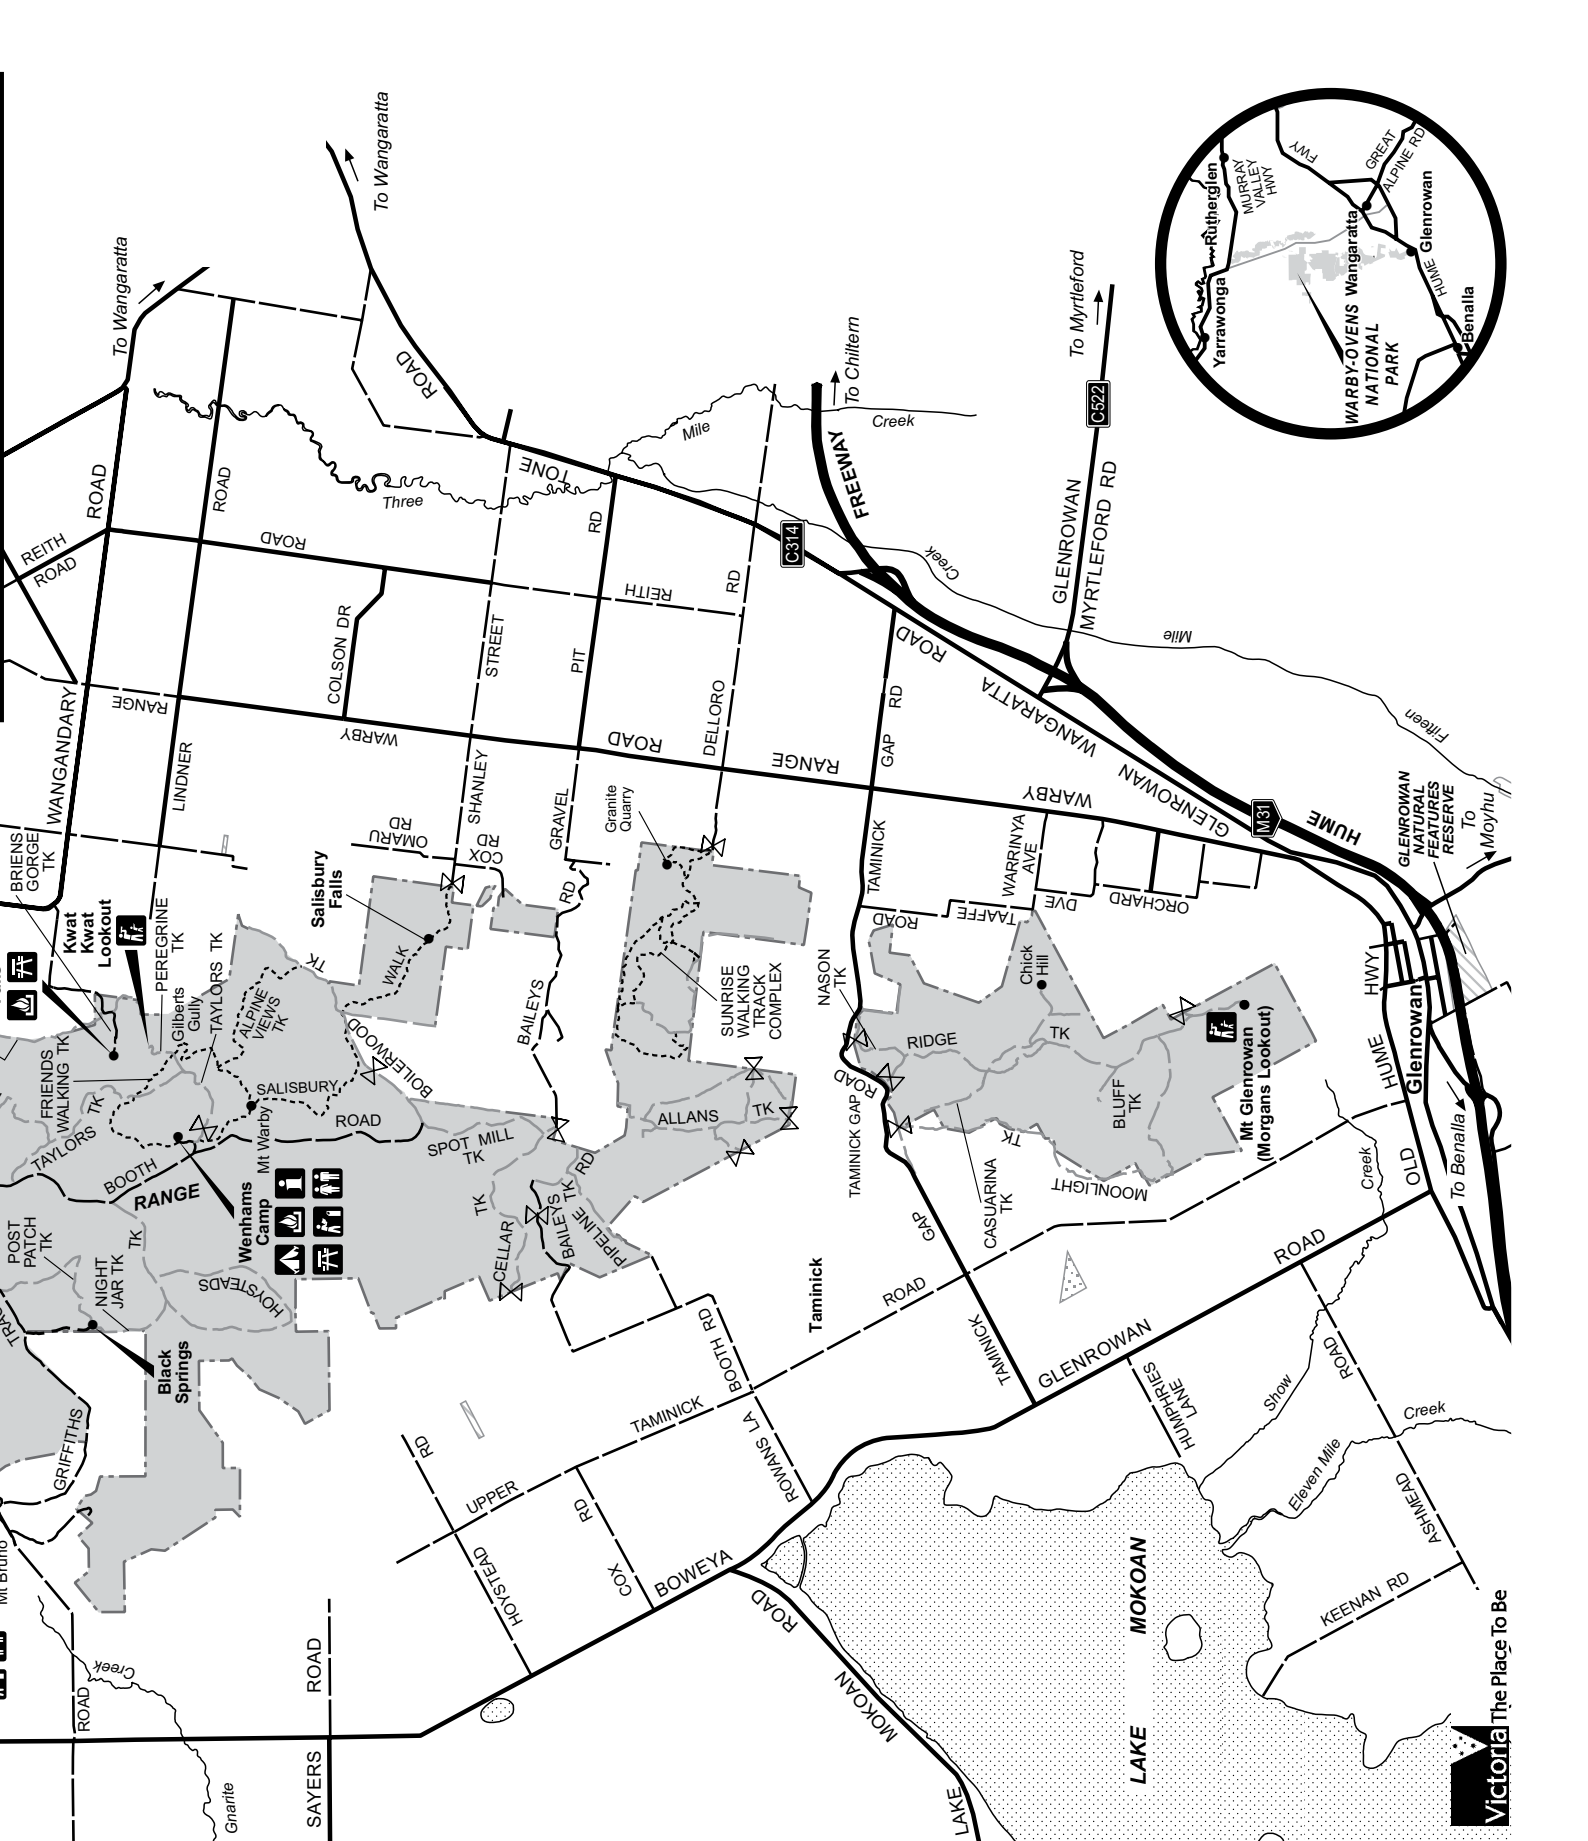 To Wangaratta
To Wangaratta
To Chiltern
To Myrtleford
C522
Yarrawonga
Rutherglen
MURRAY
VALLEY
HWY
FWY
GREAT
ALPINE RD
Wangaratta
Glenrowan
HUME
Benalla
WARBY-OVENS
NATIONAL
PARK
ROAD
REITH
ROAD
ROAD
ROAD
ROAD
Three
TONE
Mile
Creek
FREEWAY
C314
Creek
GLENROWAN
MYRTLEFORD RD
Mile
Fifteen
COLSON DR
STREET
PIT
RD
REITH
RD
ROAD
WANGARATTA
GLENROWAN
M31
HUME
GLENROWAN
NATURAL
FEATURES
RESERVE
To
Moyhu
WANGANDARY
RANGE
LINDNER
WARBY
SHANLEY
ROAD
DELLORO
RANGE
GAP
RD
WARBY
BRIENS
GORGE
TK
OMARU
RD
COX
RD
GRAVEL
RD
Granite
Quarry
TAMINICK
WARRINYA
AVE
TAAFFE
ROAD
DVE
ORCHARD
Kwat
Kwat
Lookout
PEREGRINE
TK
Salisbury
Falls
WALK
TK
Gilberts
Gully
TAYLORS TK
ALPINE
VIEWS
TK
FRIENDS
WALKING TK
BOILERWOOD
BAILEYS
SUNRISE
WALKING
TRACK
COMPLEX
NASON
TK
Chick
Hill
RIDGE
TK
HWY
Glenrowan
HUME
TAYLORS
TK
SALISBURY
Mt Warby
ROAD
BOOTH
RANGE
SPOT MILL
TK
ALLANS
TK
ROAD
TAMINICK GAP
BLUFF
TK
Mt Glenrowan
(Morgans Lookout)
TK
MOONLIGHT
CASUARINA
TK
Creek
OLD
To Benalla
POST
PATCH
TK
NIGHT
JAR TK
TK
HOYSTEADS
Wenhams
Camp
TK
CELLAR
BAILEYS
TK
RD
PIPELINE
Taminick
ROAD
GAP
TAMINICK
GLENROWAN
ROAD
Black
Springs
GRIFFITHS
RD
UPPER
TAMINICK
BOOTH RD
ROWANS LA
HUMPHRIES
LANE
Show
ROAD
Creek
Eleven Mile
ASHMEAD
HOYSTEAD
COX
RD
BOWEYA
ROAD
MOKOAN
LAKE
LAKE MOKOAN
KEENAN RD
Mt Bruno
Creek
ROAD
Gnarite
SAYERS
ROAD
Victoria The Place To Be